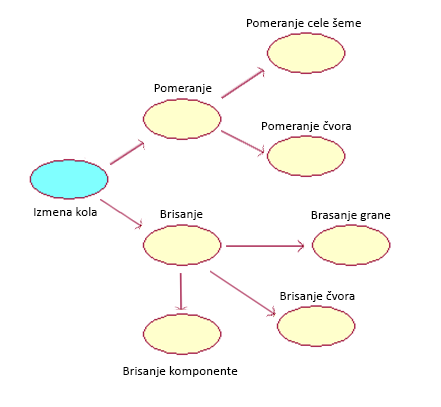 Pomeranje cele šeme
Pomeranje
Pomeranje čvora
Izmena kola
Brisanje
Brasanje grane
Brisanje čvora
Brisanje komponente